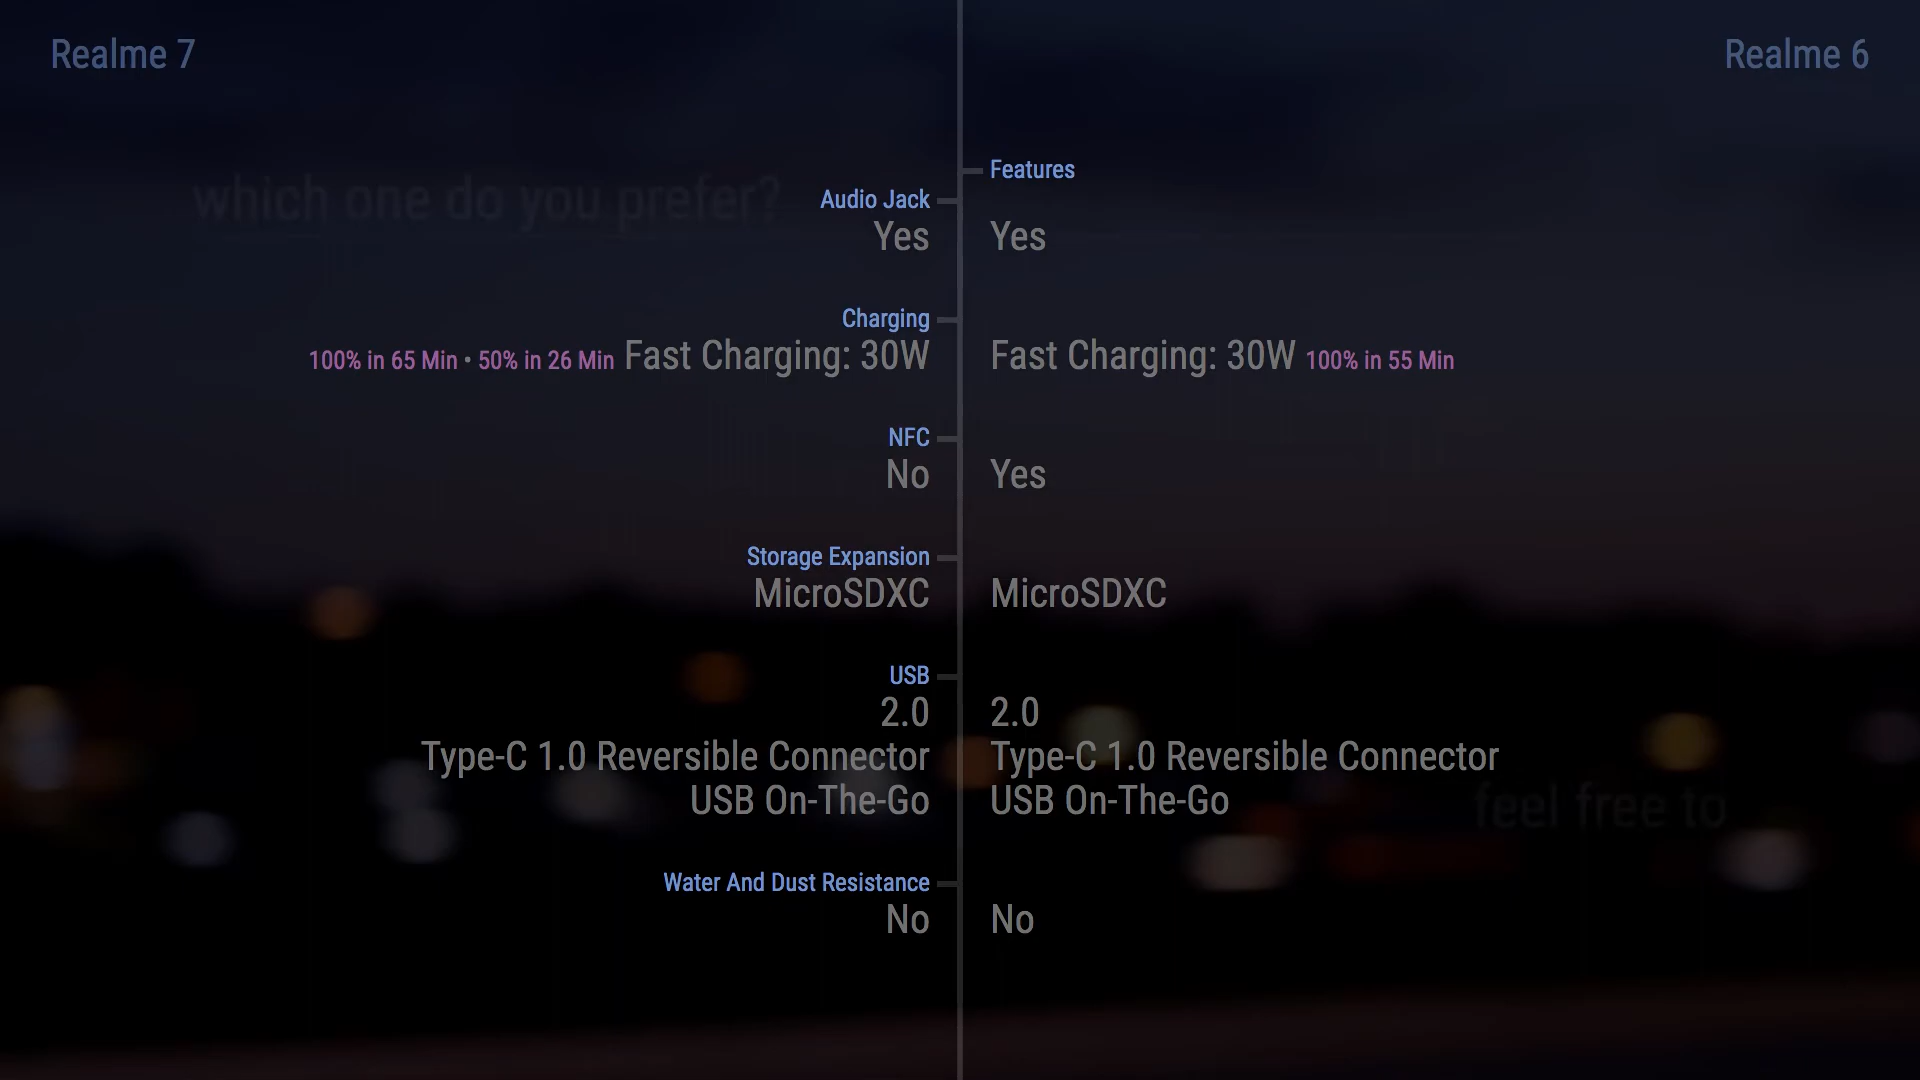 Realme 7
Realme 6
which one do you prefer?
Features
Audio Jack
Yes
Yes
Charging
100% in 65 Min • 50% in 26 Min Fast Charging: 30W
Fast Charging: 30W 100% in 55 Min
NFC
No
Yes
Storage Expansion
MicroSDXC
MicroSDXC
USB
2.0
2.0
Type-C 1.0 Reversible Connector
Type-C 1.0 Reversible Connector
USB On-The-Go
USB On-The-Go
feel free to
Water And Dust Resistance
No
No